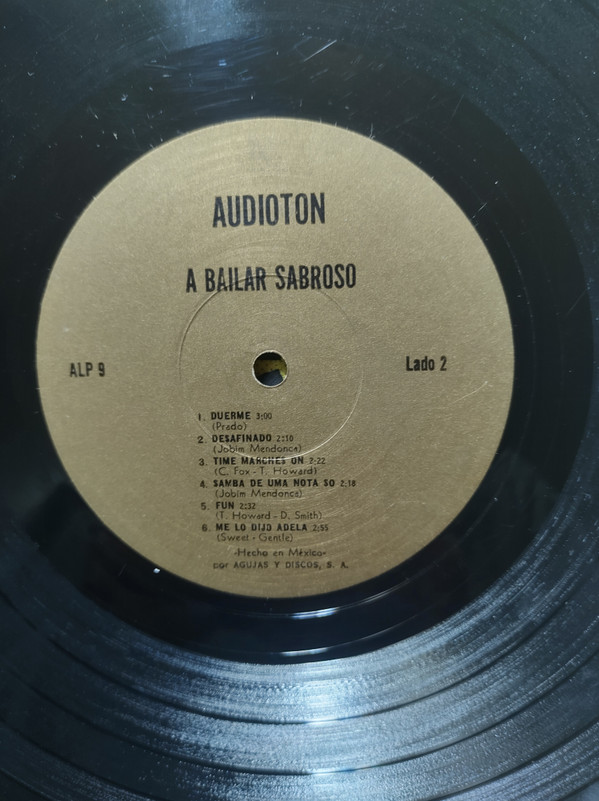 AUDIOTON
A BAILAR SABROSO
ALP 9
Lado 2
1. DUERME 3:00
(Prado)
2. DESAFINADO 2:10
(Jobim Mendonca)
3. TIME MARCHES ON 2:22
(C. Fox - T. Howard)
4. SAMBA DE UMA NOTA SO 2:18
(Jobim Mendonca)
5. FUN 2:32
(T. Howard - D. Smith)
6. ME LO DIJO ADELA 2:55
(Sweet - Gentle)
-Hecho en México-
por AGUJAS Y DISCOS, S. A.